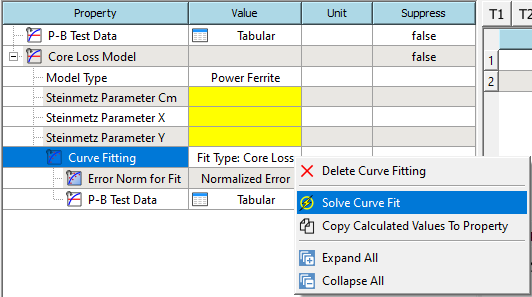 Property Value Unit Suppress T1 T2
P-B Test Data Tabular false 1
Core Loss Model false 2
Model Type Power Ferrite
Steinmetz Parameter Cm
Steinmetz Parameter X
Steinmetz Parameter Y
Curve Fitting Fit Type: Core Loss
Error Norm for Fit Normalized Error
P-B Test Data Tabular
Delete Curve Fitting
Solve Curve Fit
Copy Calculated Values To Property
Expand All
Collapse All